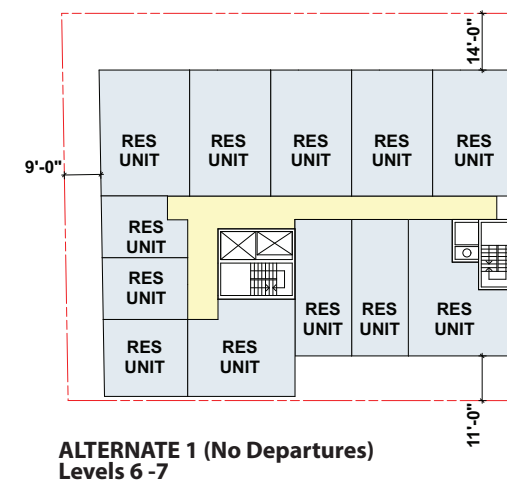 14'-0"
RES
UNIT
RES
UNIT
RES
UNIT
RES
UNIT
RES
UNIT
9'-0"
RES
UNIT
RES
UNIT
RES
UNIT
RES
UNIT
RES
UNIT
RES
UNIT
RES
UNIT
11'-0"
ALTERNATE 1 (No Departures)
Levels 6 -7